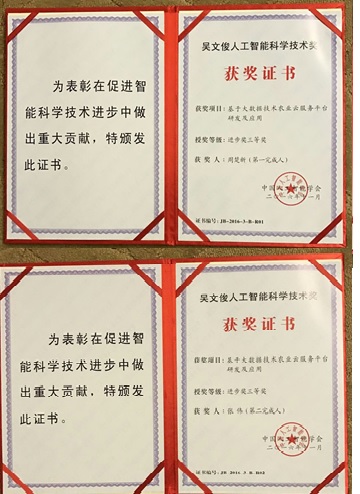 为表彰在促进智
能科学技术进步中做
出重大贡献，特颁发
此证书。
吴文俊人工智能科学技术奖
获奖证书
获奖项目：基于大数据技术农业云服务平台
研发及应用
授奖等级：进步奖三等奖
获 奖 人：周楚新（第一完成人）
中国人工智能学会
二〇一六年十一月
证书编号：JB-2016-3-B-R01
为表彰在促进智
能科学技术进步中做
出重大贡献，特颁发
此证书。
吴文俊人工智能科学技术奖
获奖证书
获奖项目：基于大数据技术农业云服务平台
研发及应用
授奖等级：进步奖三等奖
获 奖 人：张伟（第二完成人）
中国人工智能学会
二〇一六年十一月
证书编号：JB-2016-3-B-R02